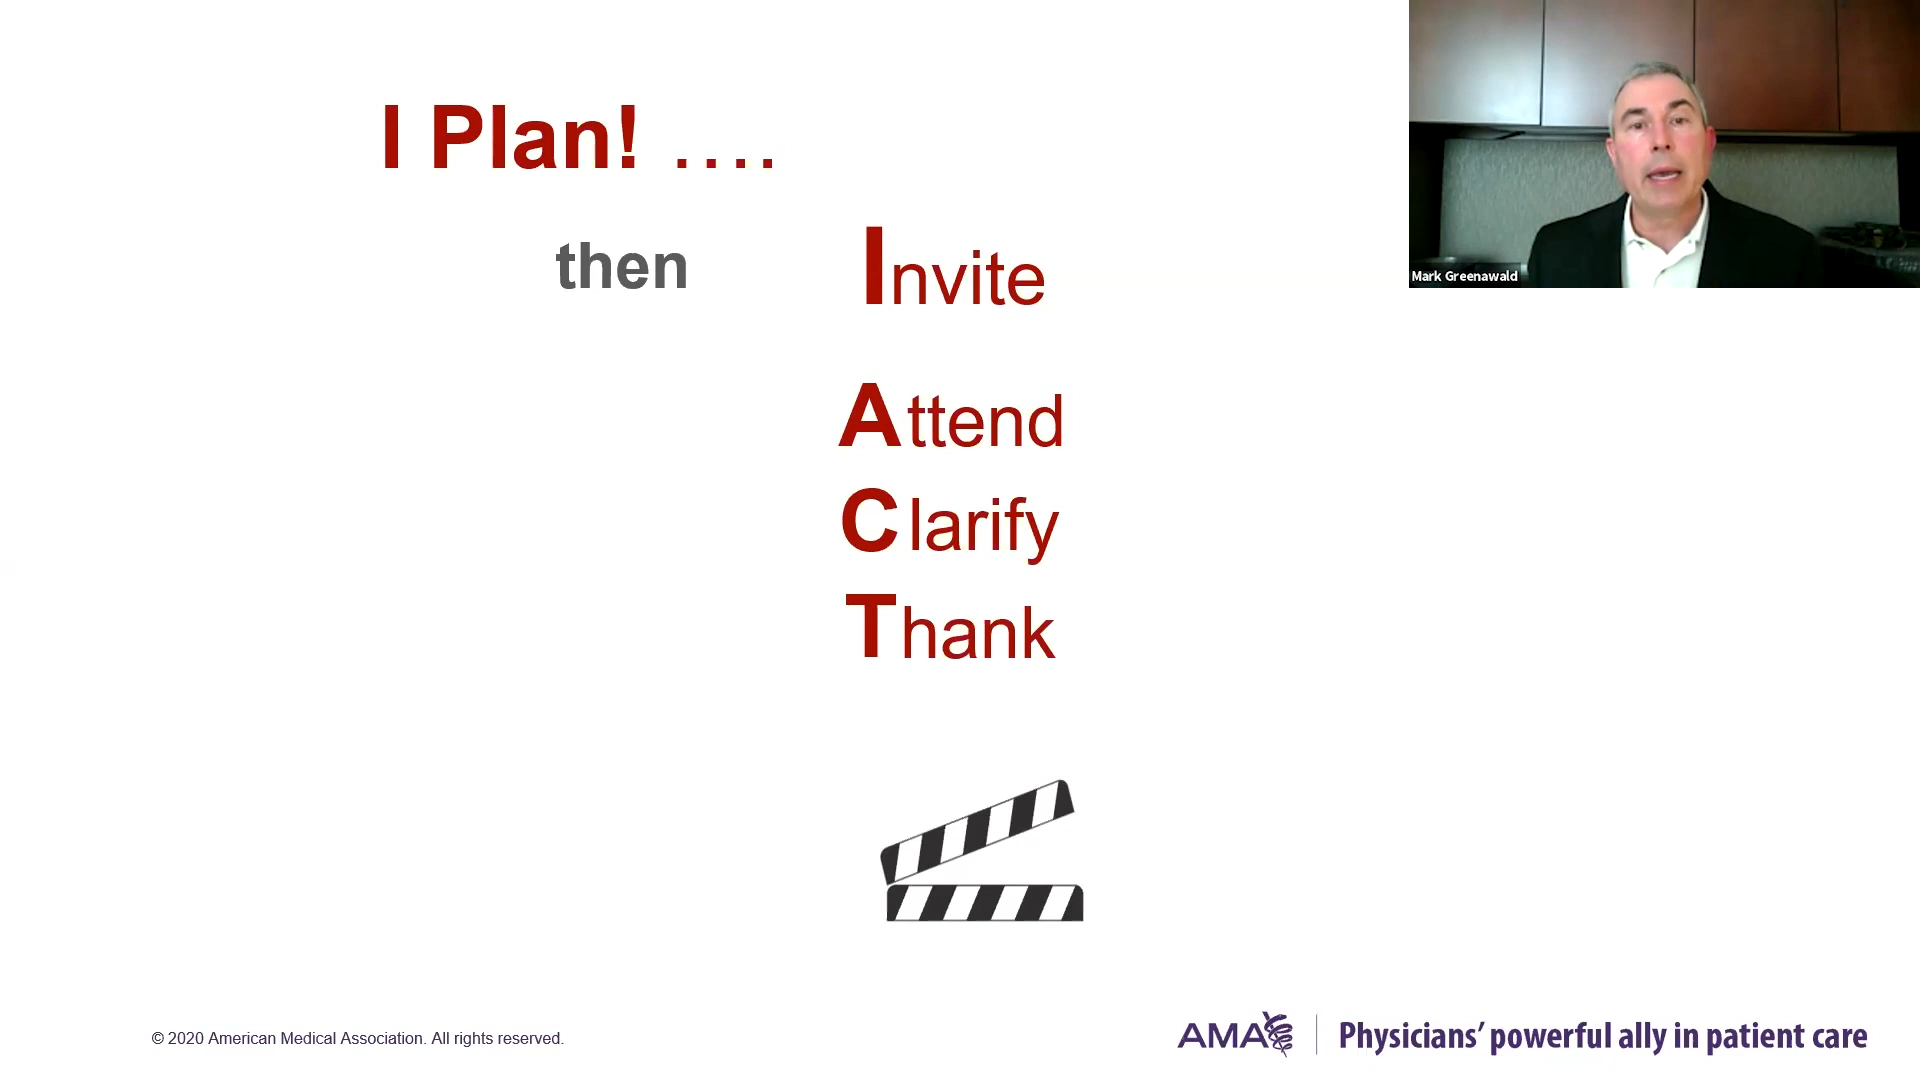 I Plan! ....
then
Invite
Attend
Clarify
Thank
Mark Greenawald
© 2020 American Medical Association. All rights reserved.
AMA
Physicians’ powerful ally in patient care